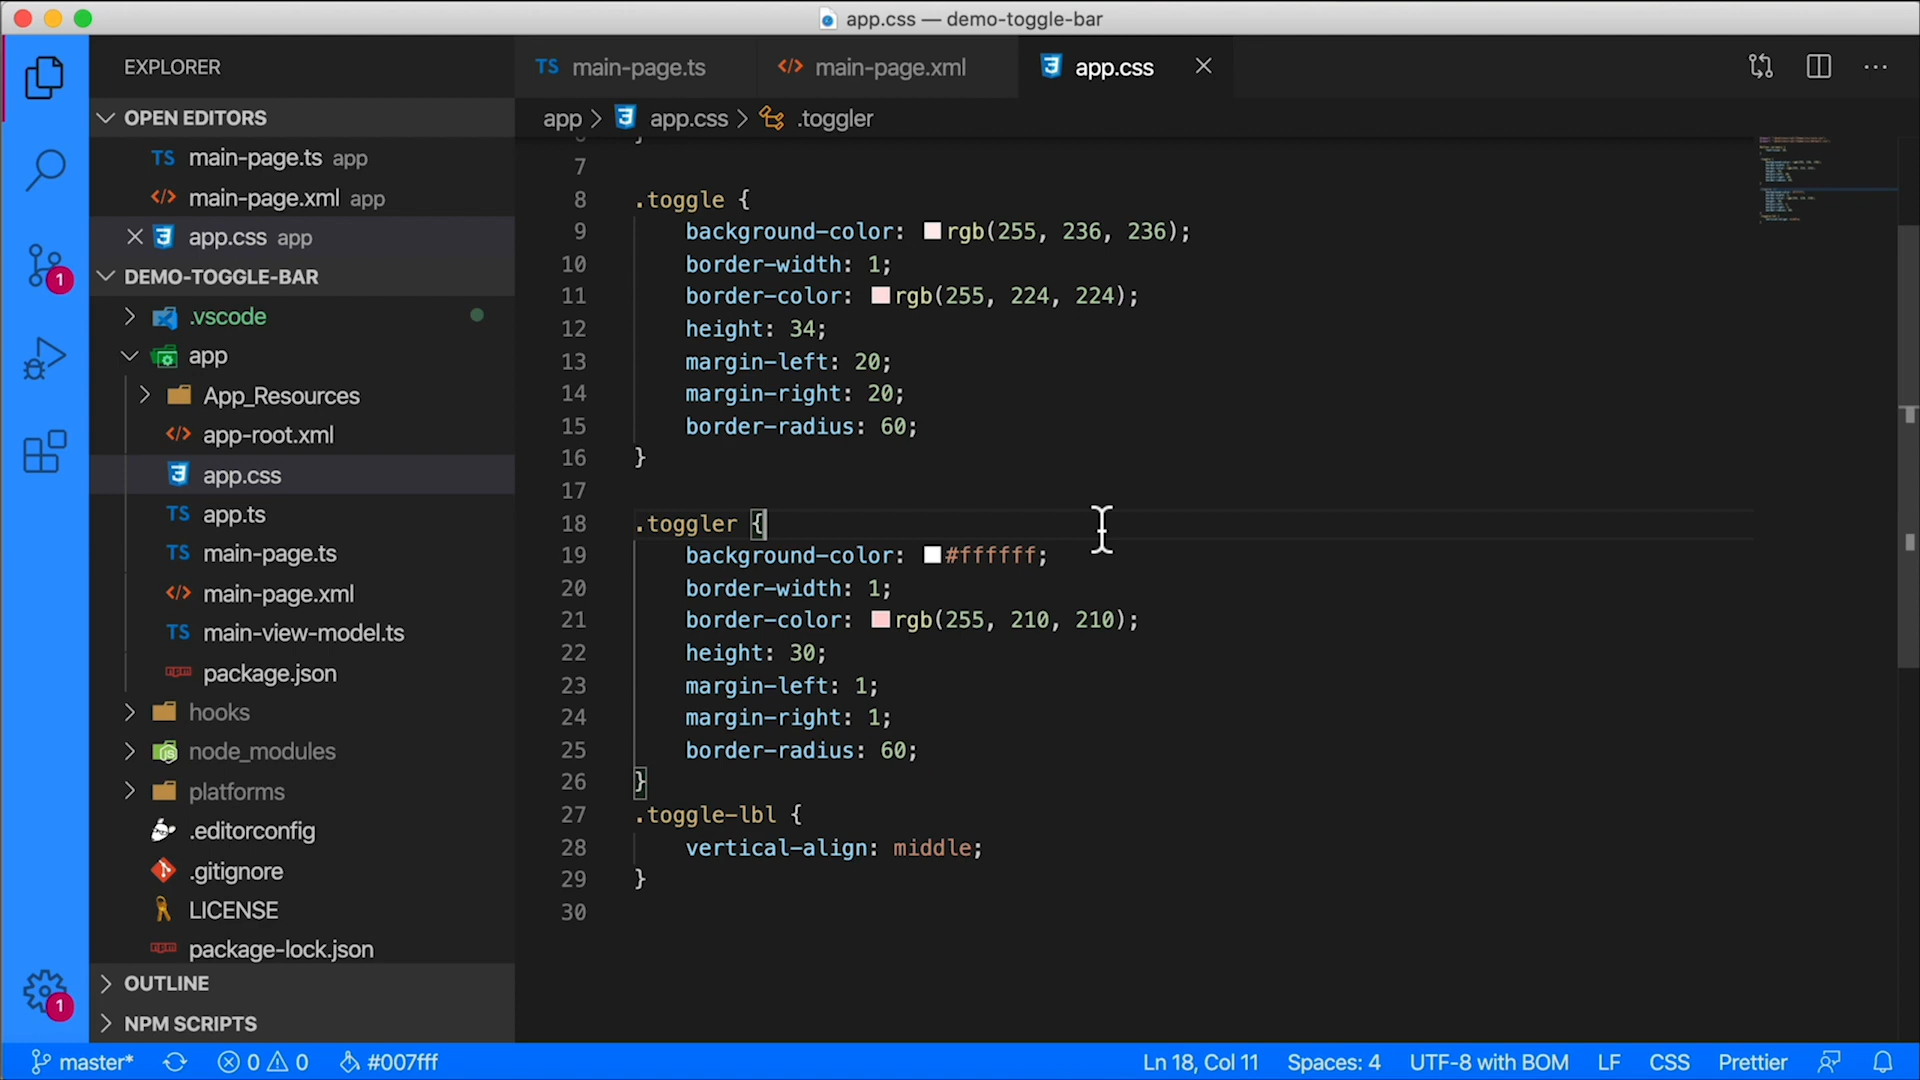 app.css — demo-toggle-bar
EXPLORER
OPEN EDITORS
TS main-page.ts app
</> main-page.xml app
app.css app
DEMO-TOGGLE-BAR
.vscode
app
App_Resources
</> app-root.xml
app.css
TS app.ts
TS main-page.ts
</> main-page.xml
TS main-view-model.ts
package.json
hooks
node_modules
platforms
.editorconfig
.gitignore
LICENSE
package-lock.json
OUTLINE
NPM SCRIPTS
1
1
TS main-page.ts
</> main-page.xml
app.css
app > app.css > .toggler
7
8 .toggle {
9 background-color: rgb(255, 236, 236);
10 border-width: 1;
11 border-color: rgb(255, 224, 224);
12 height: 34;
13 margin-left: 20;
14 margin-right: 20;
15 border-radius: 60;
16 }
17
18 .toggler {
19 background-color: #ffffff;
20 border-width: 1;
21 border-color: rgb(255, 210, 210);
22 height: 30;
23 margin-left: 1;
24 margin-right: 1;
25 border-radius: 60;
26 }
27 .toggle-lbl {
28 vertical-align: middle;
29 }
30
master* 0 0 #007fff Ln 18, Col 11 Spaces: 4 UTF-8 with BOM LF CSS Prettier